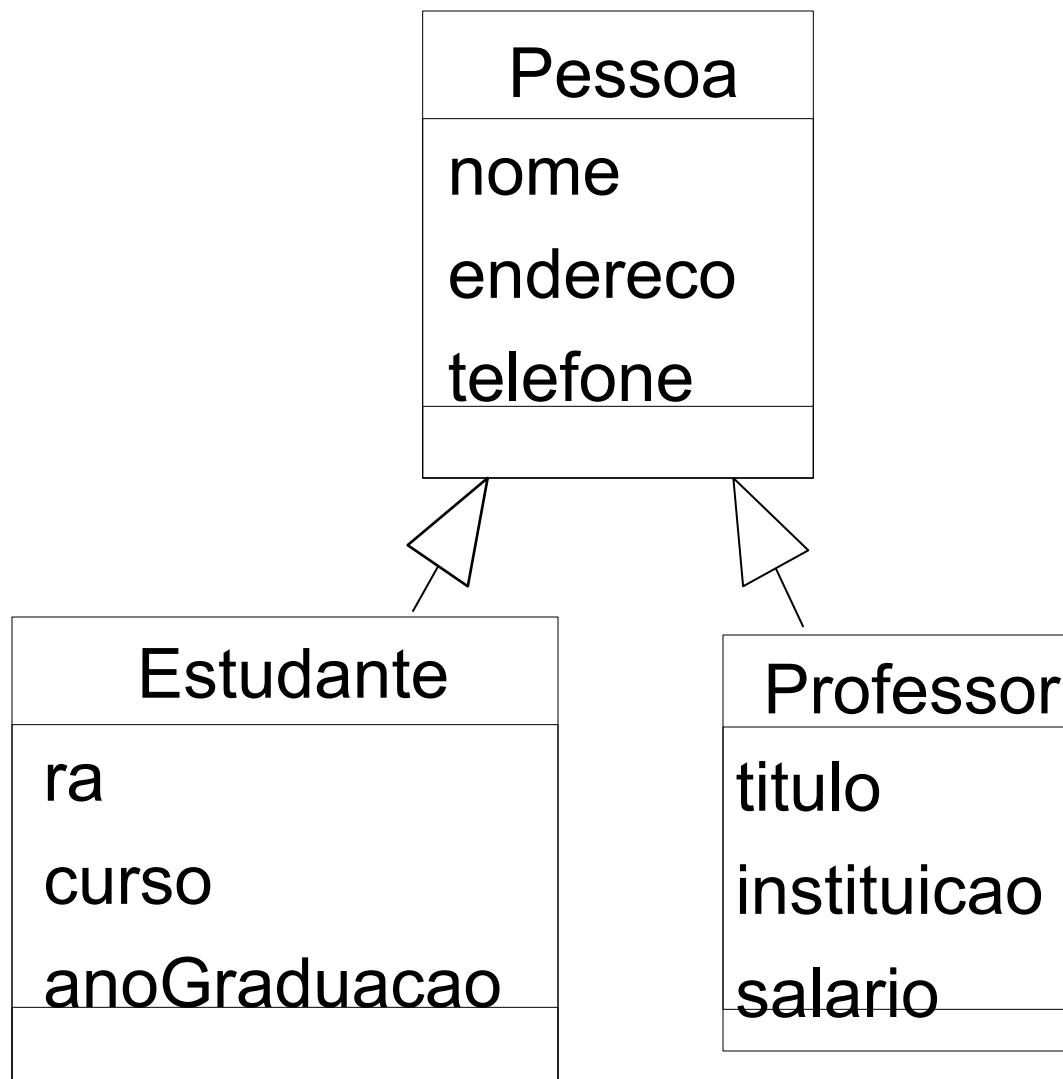 Pessoa
nome
endereco
telefone
Estudante
ra
curso
anoGraduacao
Professor
titulo
instituicao
salario